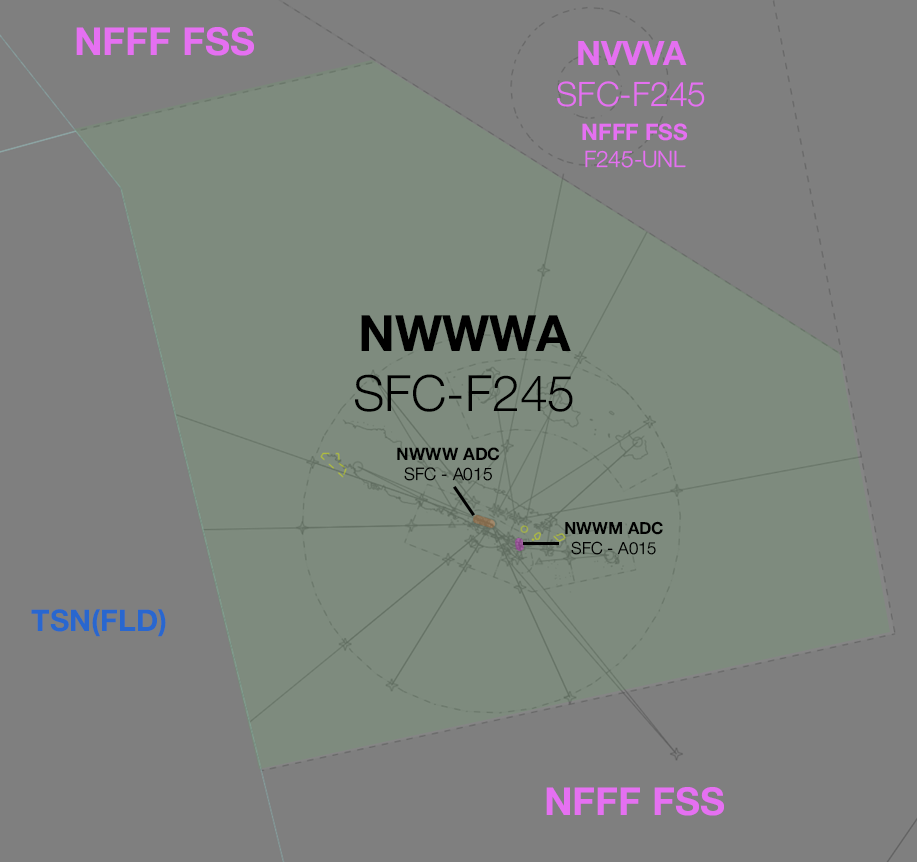 NFFF FSS
NVVVA
SFC-F245
NFFF FSS
F245-UNL
NWWWA
SFC-F245
NWWW ADC
SFC - A015
NWWM ADC
SFC - A015
TSN(FLD)
NFFF FSS